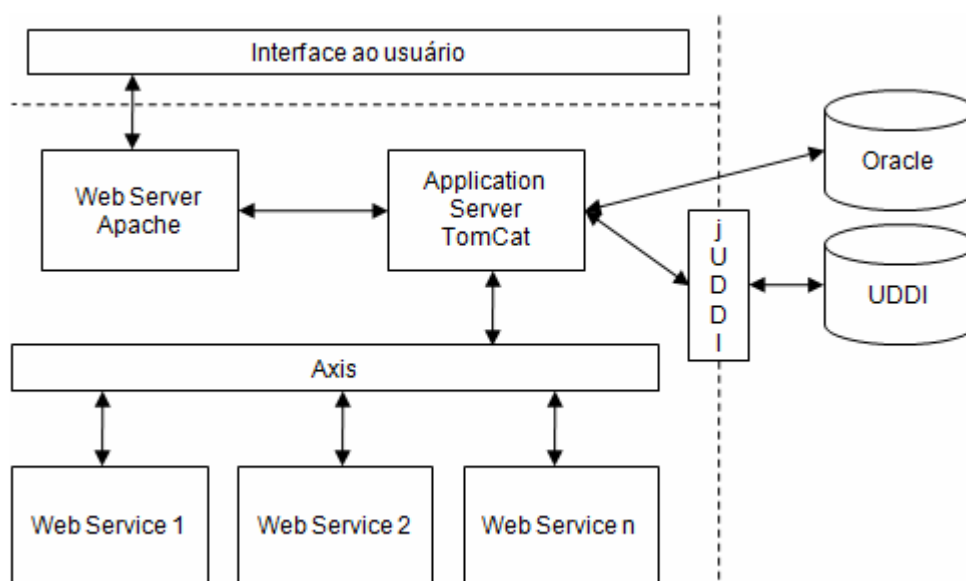 Interface ao usuário
Web Server
Apache
Application
Server
TomCat
Oracle
j
U
D
D
I
UDDI
Axis
Web Service 1
Web Service 2
Web Service n